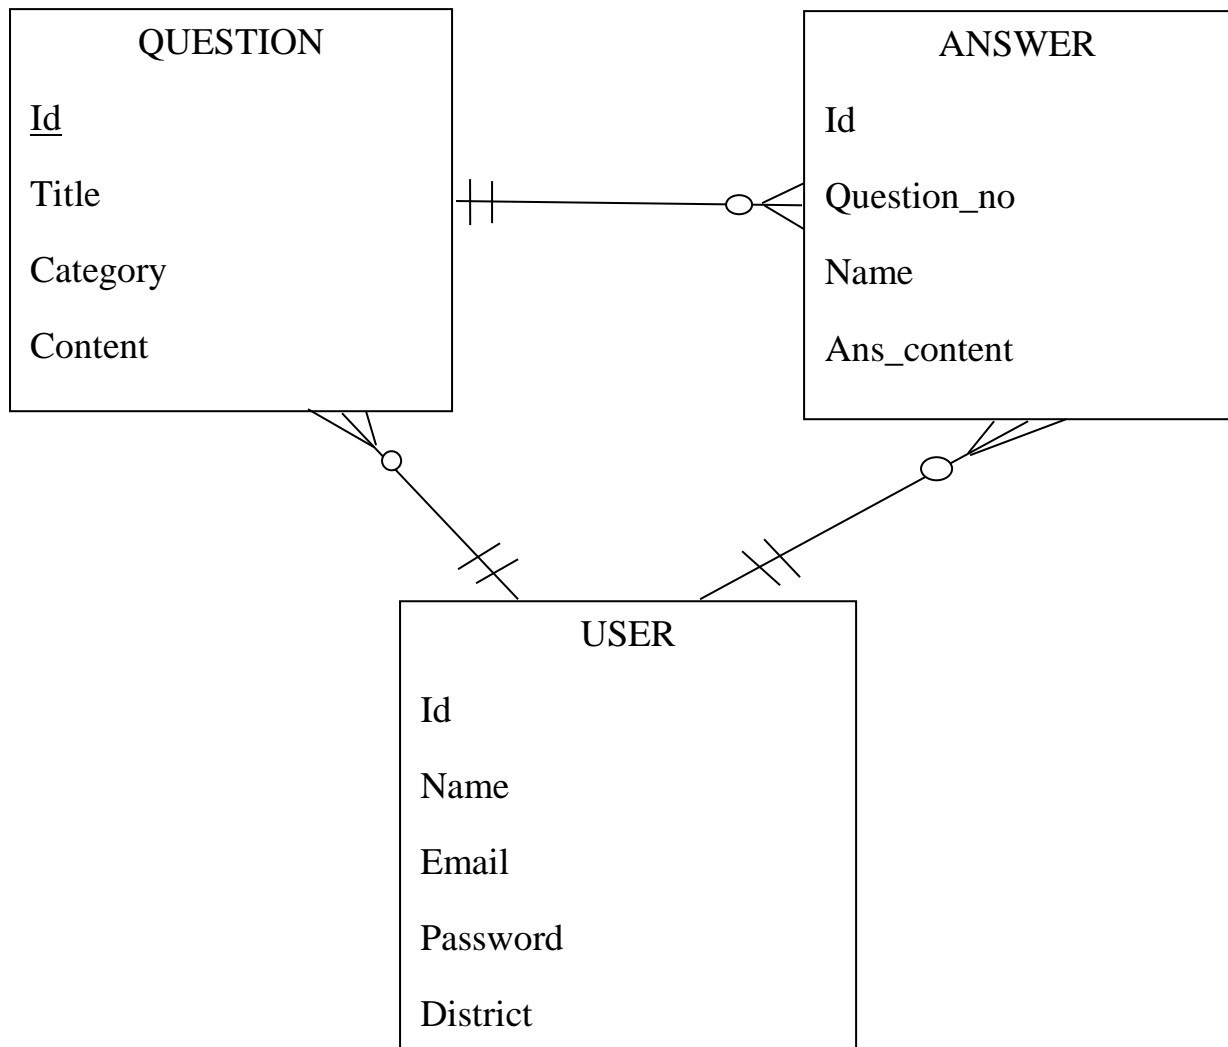 QUESTION
Id
Title
Category
Content
ANSWER
Id
Question_no
Name
Ans_content
USER
Id
Name
Email
Password
District